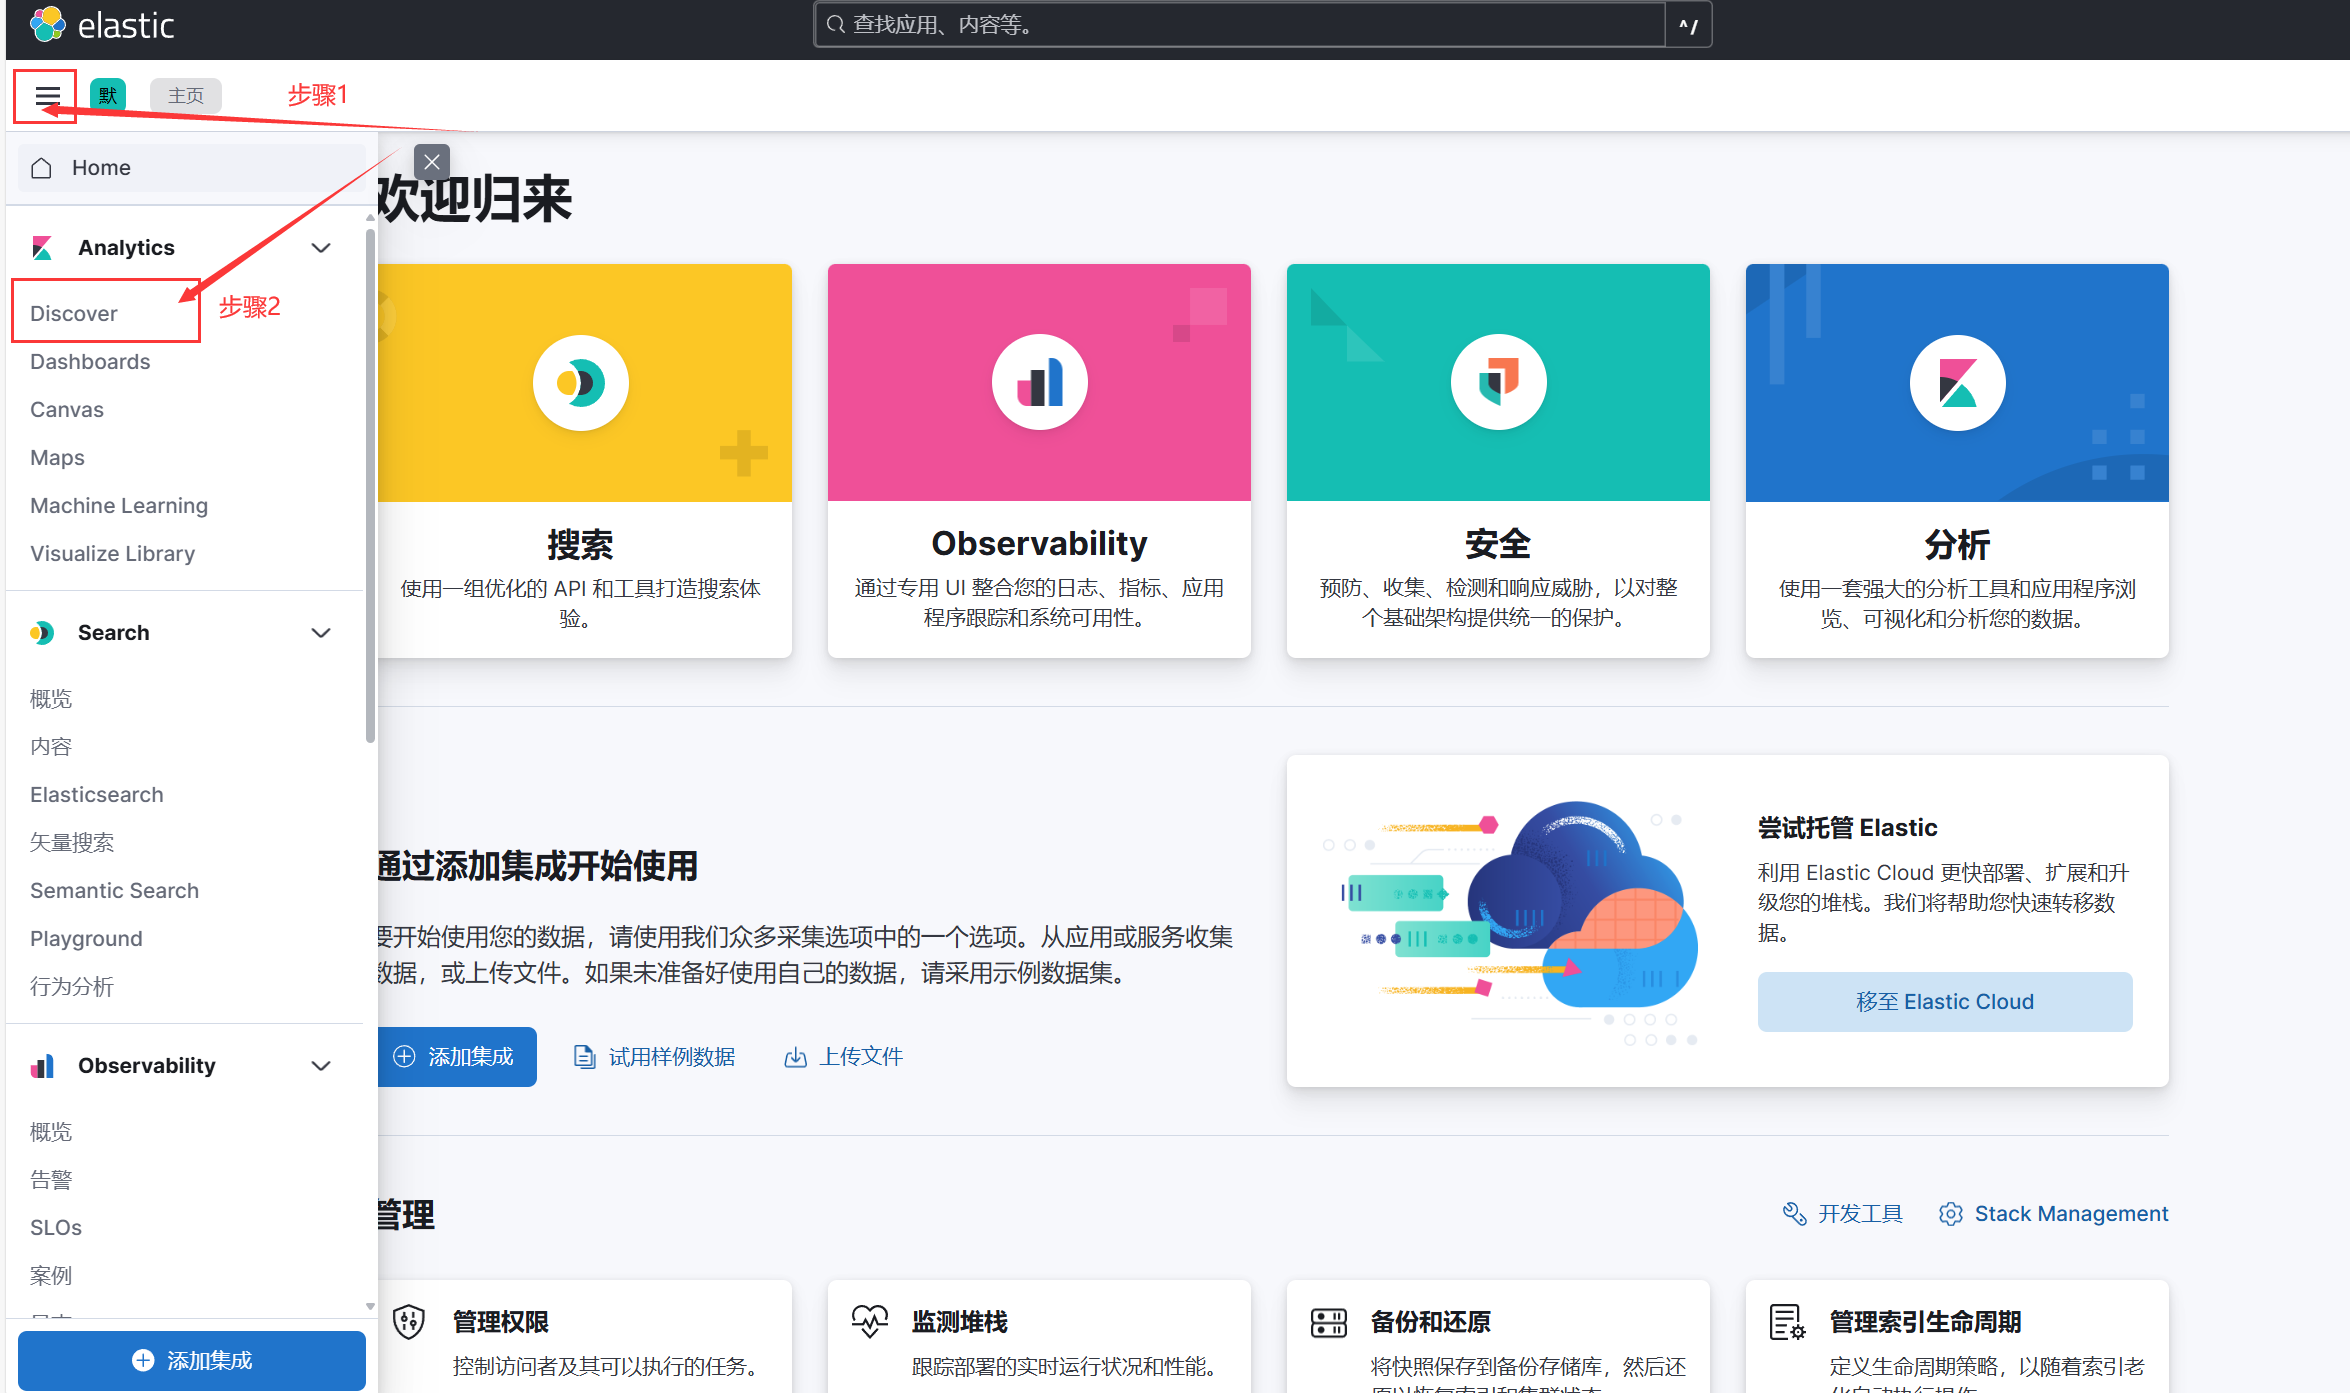 elastic
查找应用、内容等。
^/
默
主页
步骤1
Home
欢迎归来
Analytics
Discover
步骤2
Dashboards
Canvas
Maps
Machine Learning
Visualize Library
Search
概览
内容
Elasticsearch
矢量搜索
Semantic Search
Playground
行为分析
Observability
概览
告警
SLOs
案例
添加集成
搜索
使用一组优化的 API 和工具打造搜索体
验。
Observability
通过专用 UI 整合您的日志、指标、应用
程序跟踪和系统可用性。
安全
预防、收集、检测和响应威胁，以对整
个基础架构提供统一的保护。
分析
使用一套强大的分析工具和应用程序浏
览、可视化和分析您的数据。
通过添加集成开始使用
要开始使用您的数据，请使用我们众多采集选项中的一个选项。从应用或服务收集
数据，或上传文件。如果未准备好使用自己的数据，请采用示例数据集。
添加集成
试用样例数据
上传文件
尝试托管 Elastic
利用 Elastic Cloud 更快部署、扩展和升
级您的堆栈。我们将帮助您快速转移数
据。
移至 Elastic Cloud
管理
开发工具
Stack Management
管理权限
控制访问者及其可以执行的任务。
监测堆栈
跟踪部署的实时运行状况和性能。
备份和还原
将快照保存到备份存储库，然后还
原以恢复索引和集群状态
管理索引生命周期
定义生命周期策略，以随着索引老
化自动执行操作